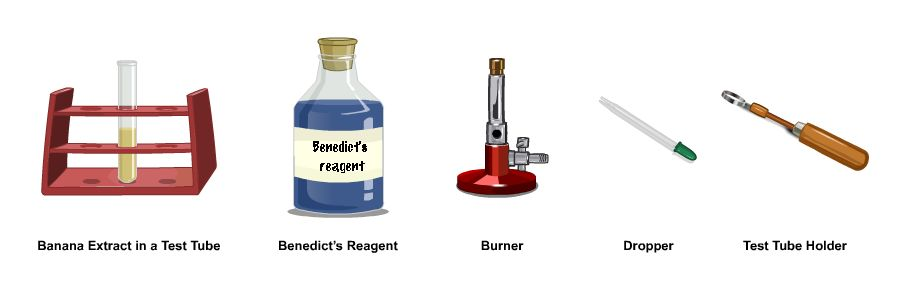 Benedict's
reagent
Banana Extract in a Test Tube
Benedict's Reagent
Burner
Dropper
Test Tube Holder